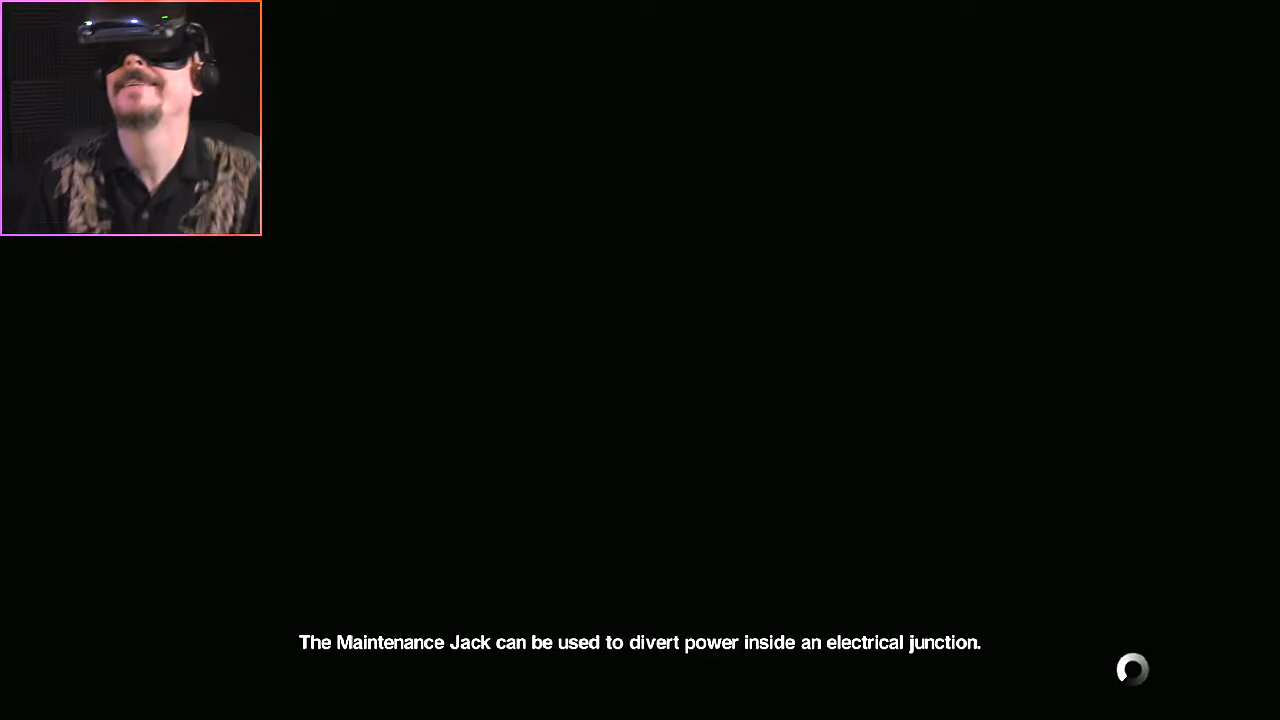 The Maintenance Jack can be used to divert power inside an electrical junction.